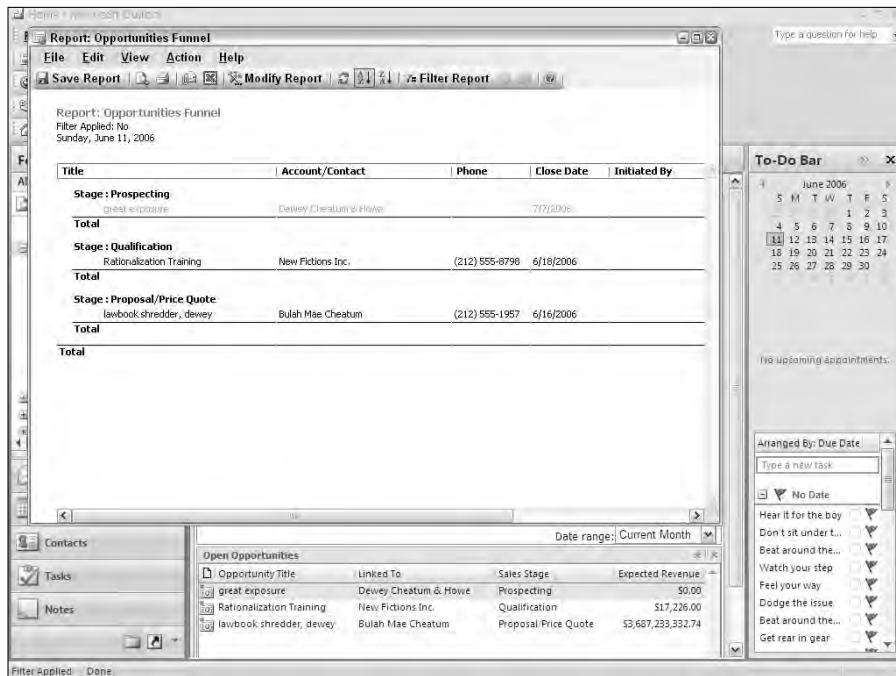 Home - Microsoft Outlook
Type a question for help
Report: Opportunities Funnel
File Edit View Action Help
Save Report Modify Report Filter Report
Report: Opportunities Funnel
Filter Applied: No
Sunday, June 11, 2006
Title Account/Contact Phone Close Date Initiated By
Stage : Prospecting
great exposure Dewey Cheatum & Howe 7/7/2006
Total
Stage : Qualification
Rationalization Training New Fictions Inc. (212) 555-8798 6/18/2006
Total
Stage : Proposal/Price Quote
lawbook shredder, dewey Bulah Mae Cheatum (212) 555-1957 6/16/2006
Total
Total
To-Do Bar
June 2006
S M T W T F S
1 2 3
4 5 6 7 8 9 10
11 12 13 14 15 16 17
18 19 20 21 22 23 24
25 26 27 28 29 30
No upcoming appointments.
Arranged By: Due Date
Type a new task
No Date
Hear it for the boy
Don't sit under t...
Beat around the...
Watch your step
Feel your way
Dodge the issue
Beat around the...
Get rear in gear
Contacts
Tasks
Notes
Date range: Current Month
Open Opportunities
Opportunity Title Linked To Sales Stage Expected Revenue
great exposure Dewey Cheatum & Howe Prospecting $0.00
Rationalization Training New Fictions Inc. Qualification $17,226.00
lawbook shredder, dewey Bulah Mae Cheatum Proposal/Price Quote $3,687,233,332.74
Filter Applied Done